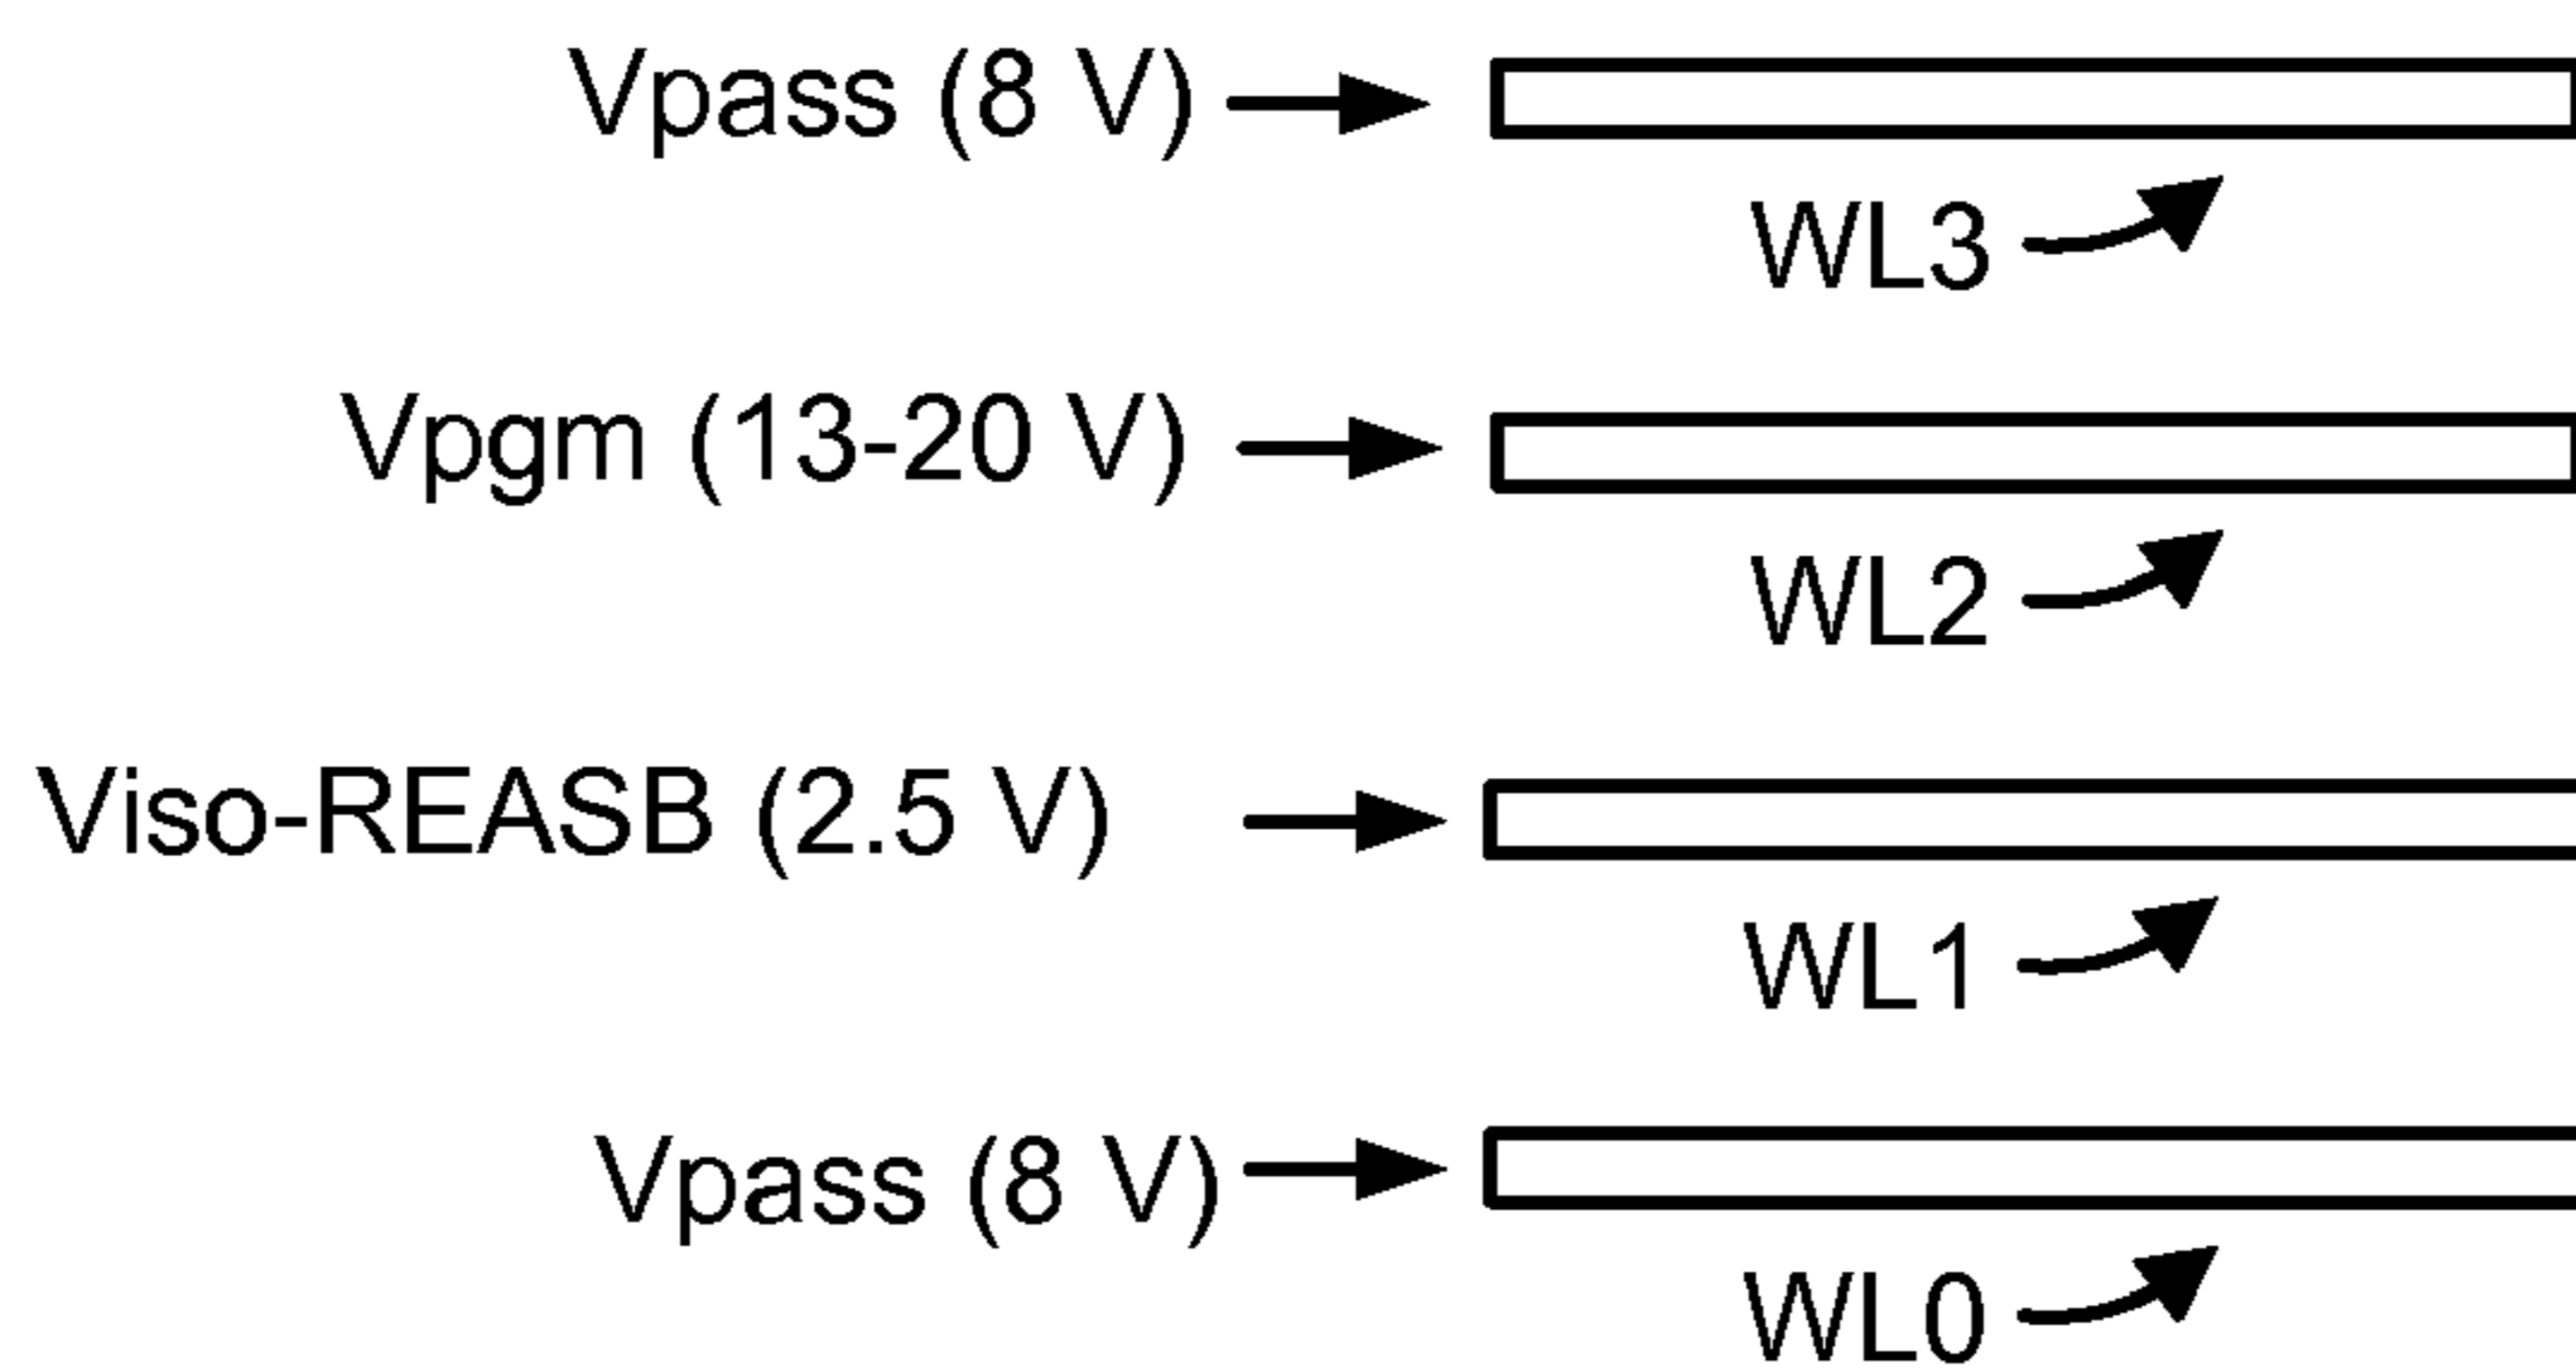 Vpass (8 V)
WL3
Vpgm (13-20 V)
WL2
Viso-REASB (2.5 V)
WL1
Vpass (8 V)
WL0